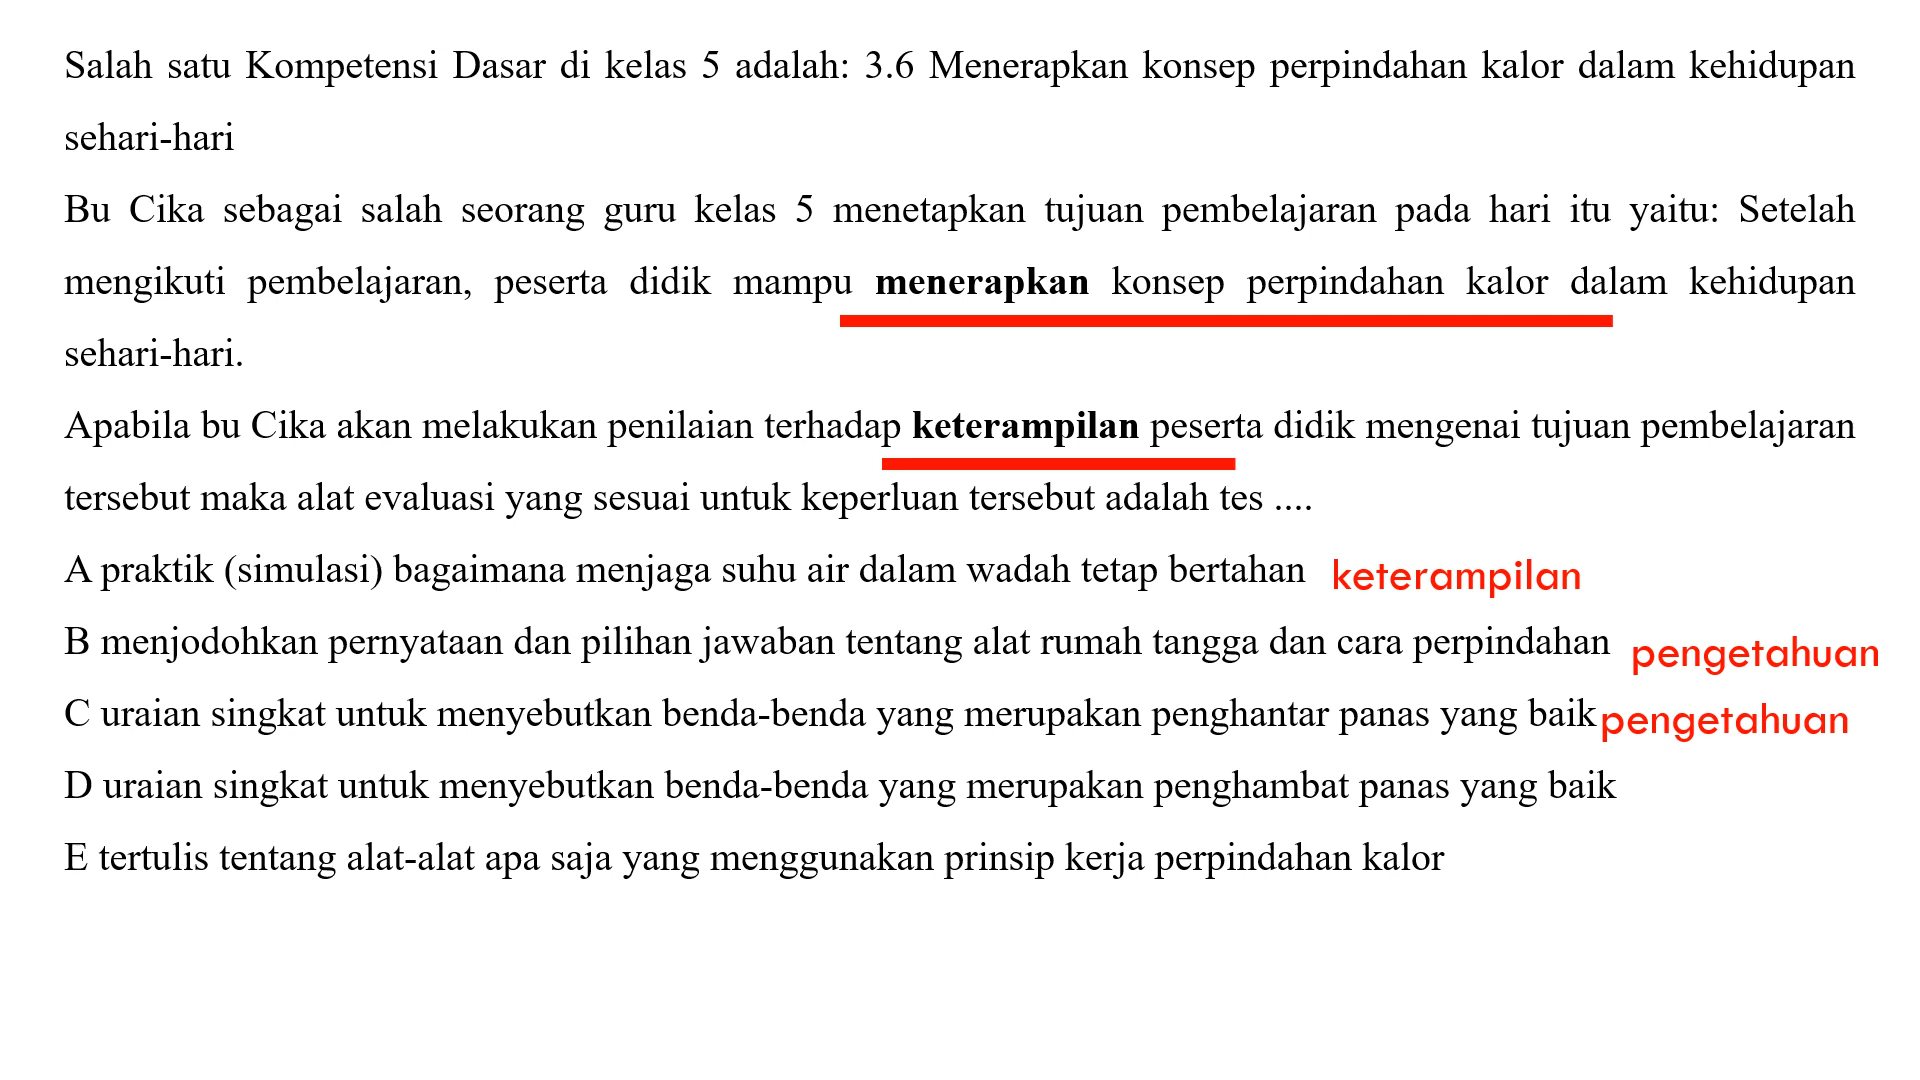 Salah satu Kompetensi Dasar di kelas 5 adalah: 3.6 Menerapkan konsep perpindahan kalor dalam kehidupan
sehari-hari
Bu Cika sebagai salah seorang guru kelas 5 menetapkan tujuan pembelajaran pada hari itu yaitu: Setelah
mengikuti pembelajaran, peserta didik mampu menerapkan konsep perpindahan kalor dalam kehidupan
sehari-hari.
Apabila bu Cika akan melakukan penilaian terhadap keterampilan peserta didik mengenai tujuan pembelajaran
tersebut maka alat evaluasi yang sesuai untuk keperluan tersebut adalah tes ....
A praktik (simulasi) bagaimana menjaga suhu air dalam wadah tetap bertahan keterampilan
B menjodohkan pernyataan dan pilihan jawaban tentang alat rumah tangga dan cara perpindahan pengetahuan
C uraian singkat untuk menyebutkan benda-benda yang merupakan penghantar panas yang baik pengetahuan
D uraian singkat untuk menyebutkan benda-benda yang merupakan penghambat panas yang baik
E tertulis tentang alat-alat apa saja yang menggunakan prinsip kerja perpindahan kalor